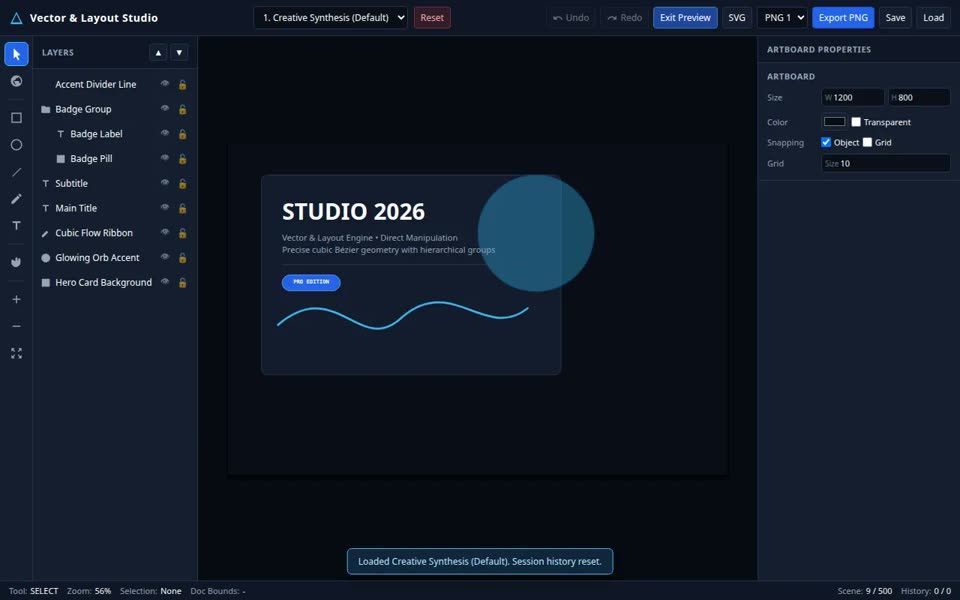 Vector & Layout Studio
1. Creative Synthesis (Default)
Reset
Undo
Redo
Exit Preview
SVG
PNG 1
Export PNG
Save
Load
LAYERS
Accent Divider Line
Badge Group
Badge Label
Badge Pill
Subtitle
Main Title
Cubic Flow Ribbon
Glowing Orb Accent
Hero Card Background
STUDIO 2026
Vector & Layout Engine • Direct Manipulation
Precise cubic Bézier geometry with hierarchical groups
PRO EDITION
Loaded Creative Synthesis (Default). Session history reset.
ARTBOARD PROPERTIES
ARTBOARD
Size W 1200 H 800
Color Transparent
Snapping Object Grid
Grid Size 10
Tool: SELECT Zoom: 56% Selection: None Doc Bounds: -
Scene: 9 / 500 History: 0 / 0